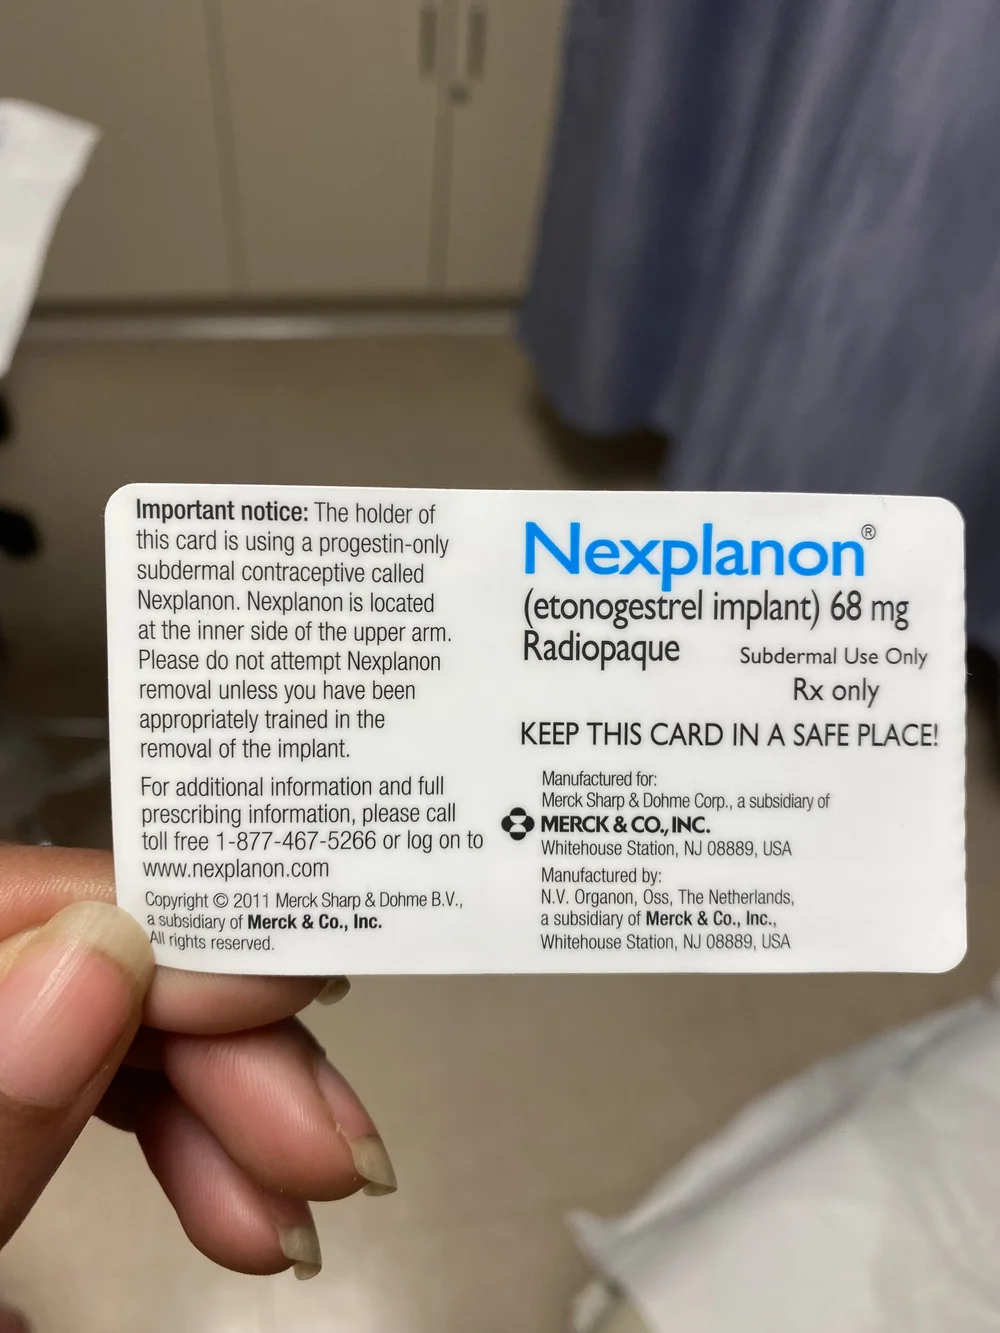 Important notice: The holder of
this card is using a progestin-only
subdermal contraceptive called
Nexplanon. Nexplanon is located
at the inner side of the upper arm.
Please do not attempt Nexplanon
removal unless you have been
appropriately trained in the
removal of the implant.
For additional information and full
prescribing information, please call
toll free 1-877-467-5266 or log on to
www.nexplanon.com
Copyright © 2011 Merck Sharp & Dohme B.V.,
a subsidiary of Merck & Co., Inc.
All rights reserved.
Nexplanon®
(etonogestrel implant) 68 mg
Radiopaque Subdermal Use Only
Rx only
KEEP THIS CARD IN A SAFE PLACE!
Manufactured for:
Merck Sharp & Dohme Corp., a subsidiary of
MERCK & CO., INC.
Whitehouse Station, NJ 08889, USA
Manufactured by:
N.V. Organon, Oss, The Netherlands,
a subsidiary of Merck & Co., Inc.,
Whitehouse Station, NJ 08889, USA